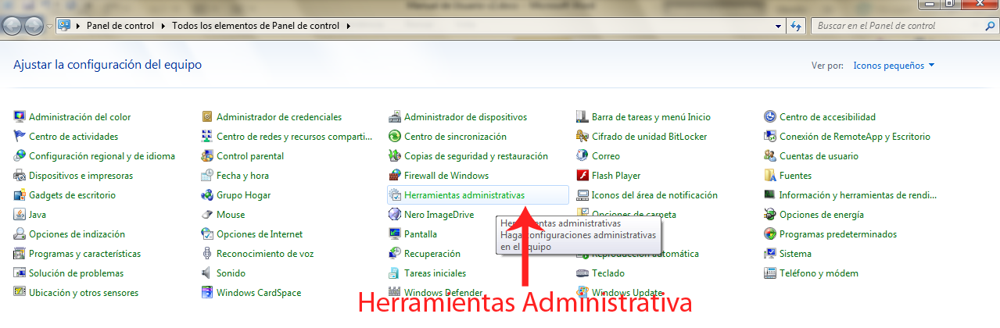 Manual de Usuario v2.docx - Microsoft Word
Panel de control Todos los elementos de Panel de control
Buscar en el Panel de control
Ajustar la configuración del equipo
Ver por: Iconos pequeños
Administración del color Administrador de credenciales Administrador de dispositivos Barra de tareas y menú Inicio Centro de accesibilidad
Centro de actividades Centro de redes y recursos comparti... Centro de sincronización Cifrado de unidad BitLocker Conexión de RemoteApp y Escritorio
Configuración regional y de idioma Control parental Copias de seguridad y restauración Correo Cuentas de usuario
Dispositivos e impresoras Fecha y hora Firewall de Windows Flash Player Fuentes
Gadgets de escritorio Grupo Hogar Herramientas administrativas Iconos del área de notificación Información y herramientas de rendi...
Java Mouse Nero ImageDrive Opciones de carpeta Opciones de energía
Herramientas administrativas
Haga configuraciones administrativas
en el equipo
Opciones de indización Opciones de Internet Pantalla Programas predeterminados
Programas y características Reconocimiento de voz Recuperación Reproducción automática Sistema
Solución de problemas Sonido Tareas iniciales Teclado Teléfono y módem
Ubicación y otros sensores Windows CardSpace Windows Defender Windows Update
Herramientas Administrativa